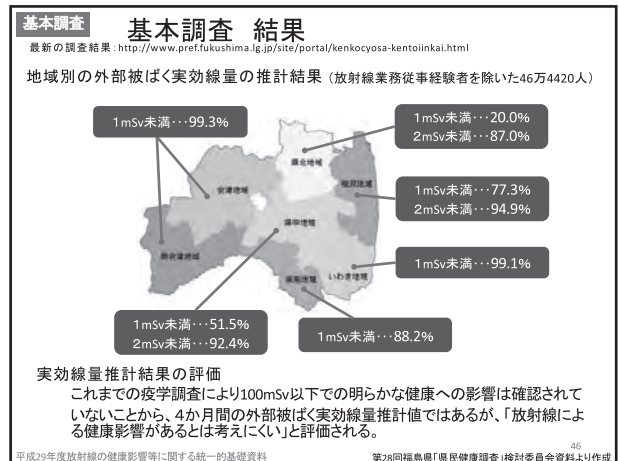 基本調査
基本調査 結果
最新の調査結果：http://www.pref.fukushima.lg.jp/site/portal/kenkocyosa-kentoiinkai.html
地域別の外部被ばく実効線量の推計結果（放射線業務従事経験者を除いた46万4420人）
1mSv未満･･･99.3%
1mSv未満･･･20.0%
2mSv未満･･･87.0%
県北地域
会津地域
相双地域
1mSv未満･･･77.3%
2mSv未満･･･94.9%
県中地域
南会津地域
県南地域
いわき地域
1mSv未満･･･99.1%
1mSv未満･･･51.5%
2mSv未満･･･92.4%
1mSv未満･･･88.2%
実効線量推計結果の評価
これまでの疫学調査により100mSv以下での明らかな健康への影響は確認されて
いないことから、４か月間の外部被ばく実効線量推計値ではあるが、「放射線によ
る健康影響があるとは考えにくい」と評価される。
46
平成29年度放射線の健康影響等に関する統一的基礎資料
第28回福島県「県民健康調査」検討委員会資料より作成